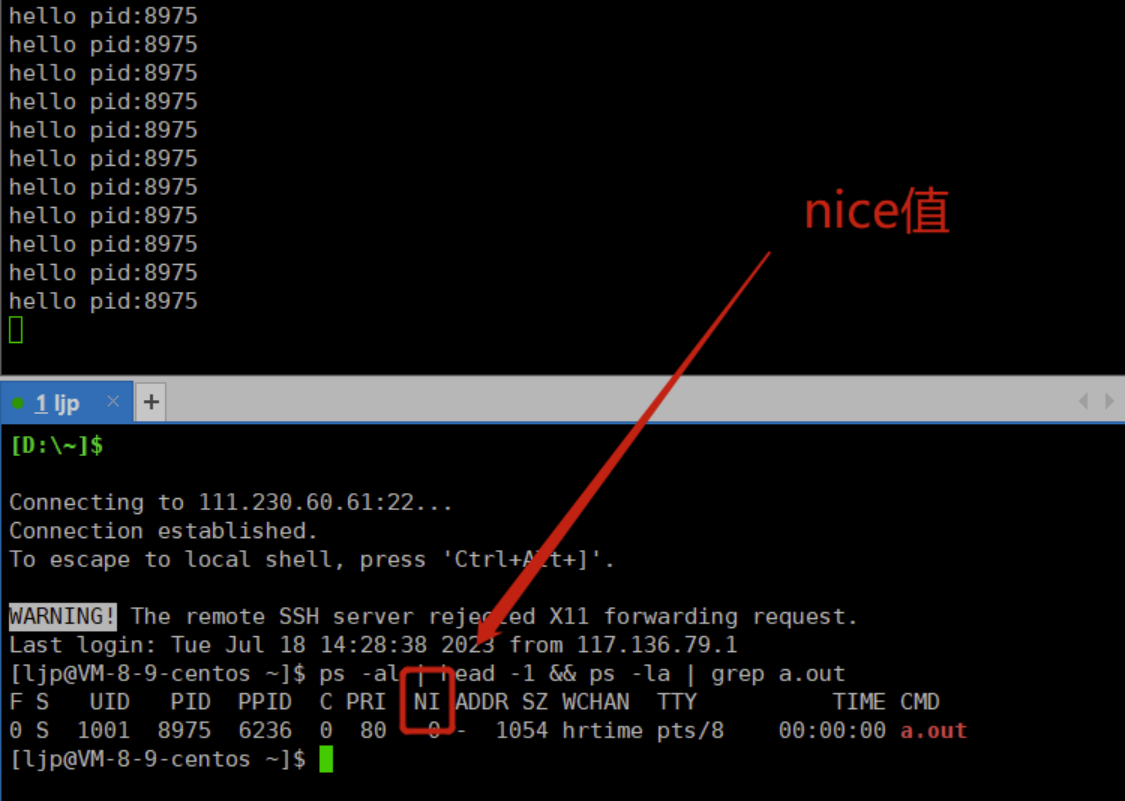 hello pid:8975
hello pid:8975
hello pid:8975
hello pid:8975
hello pid:8975
hello pid:8975
hello pid:8975
hello pid:8975
hello pid:8975
hello pid:8975
hello pid:8975
nice值
1 ljp × +
[D:\~]$
Connecting to 111.230.60.61:22...
Connection established.
To escape to local shell, press 'Ctrl+Alt+]'.
WARNING! The remote SSH server rejected X11 forwarding request.
Last login: Tue Jul 18 14:28:38 2023 from 117.136.79.1
[ljp@VM-8-9-centos ~]$ ps -al | head -1 && ps -la | grep a.out
F S UID PID PPID C PRI NI ADDR SZ WCHAN TTY TIME CMD
0 S 1001 8975 6236 0 80 0 - 1054 hrtime pts/8 00:00:00 a.out
[ljp@VM-8-9-centos ~]$